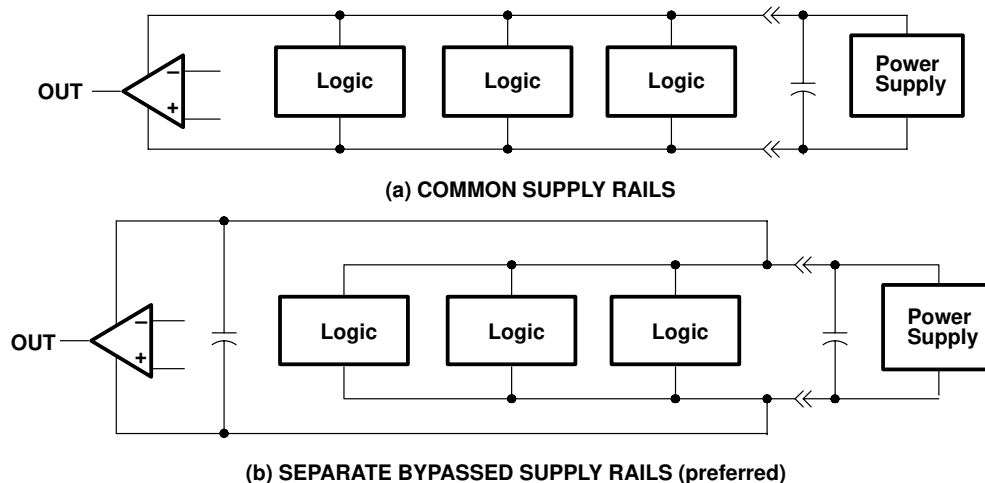 OUT
−
+
Logic
Logic
Logic
Power
Supply
(a) COMMON SUPPLY RAILS
OUT
−
+
Logic
Logic
Logic
Power
Supply
(b) SEPARATE BYPASSED SUPPLY RAILS (preferred)